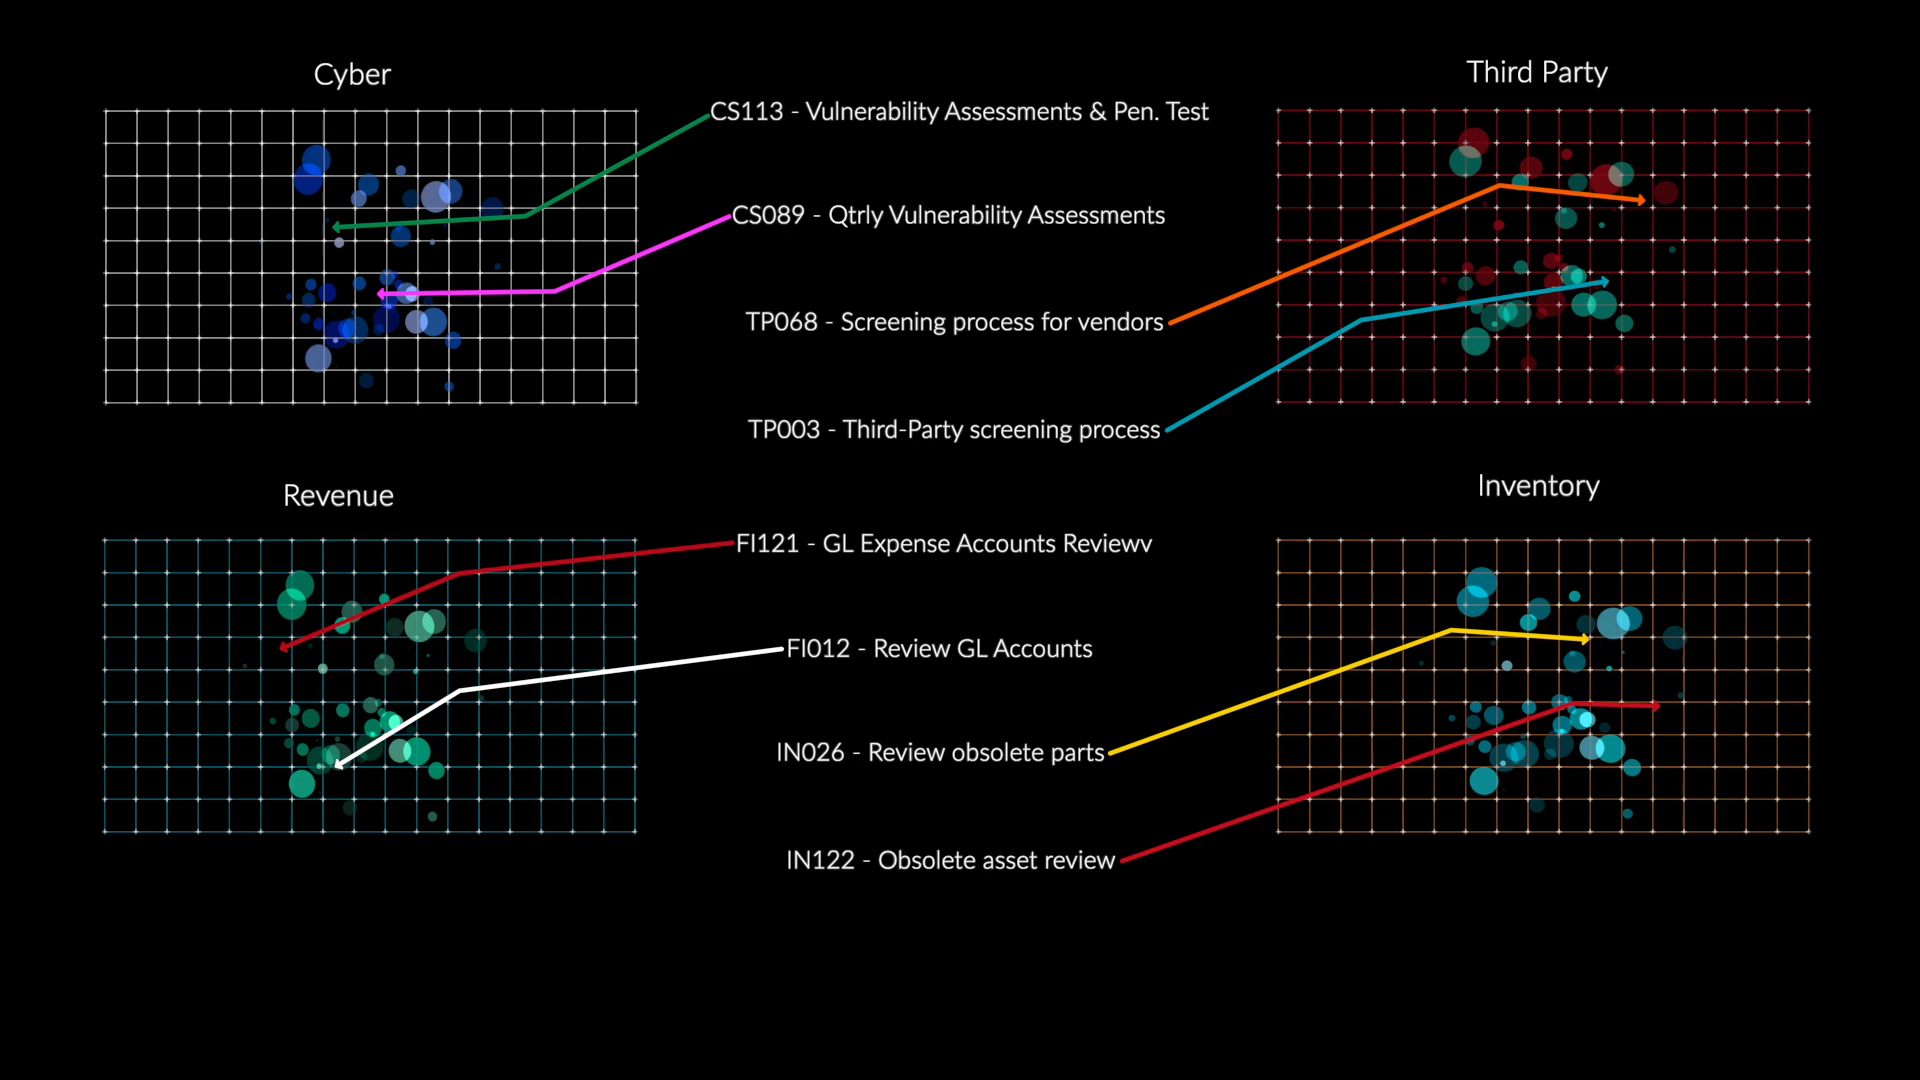 Cyber
Third Party
CS113 - Vulnerability Assessments & Pen. Test
CS089 - Qtrly Vulnerability Assessments
TP068 - Screening process for vendors
TP003 - Third-Party screening process
Revenue
Inventory
FI121 - GL Expense Accounts Reviewv
FI012 - Review GL Accounts
IN026 - Review obsolete parts
IN122 - Obsolete asset review